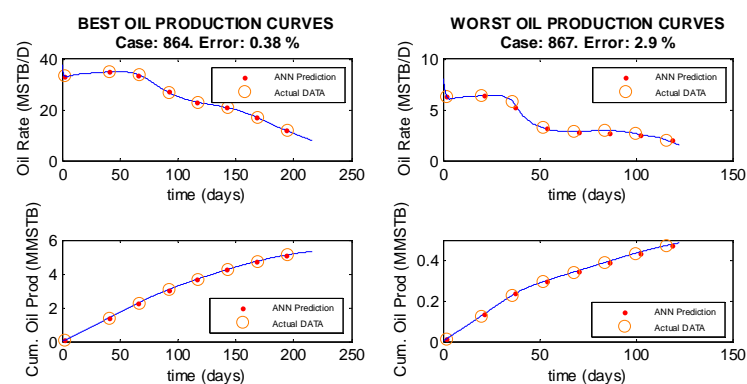 BEST OIL PRODUCTION CURVES
Case: 864. Error: 0.38 %
40
20
0
Oil Rate (MSTB/D)
ANN Prediction
Actual DATA
0 50 100 150 200 250
time (days)
WORST OIL PRODUCTION CURVES
Case: 867. Error: 2.9 %
10
5
0
Oil Rate (MSTB/D)
ANN Prediction
Actual DATA
0 50 100 150
time (days)
6
4
2
0
Cum. Oil Prod (MMSTB)
ANN Prediction
Actual DATA
0 50 100 150 200 250
time (days)
0.4
0.2
0
Cum. Oil Prod (MMSTB)
ANN Prediction
Actual DATA
0 50 100 150
time (days)